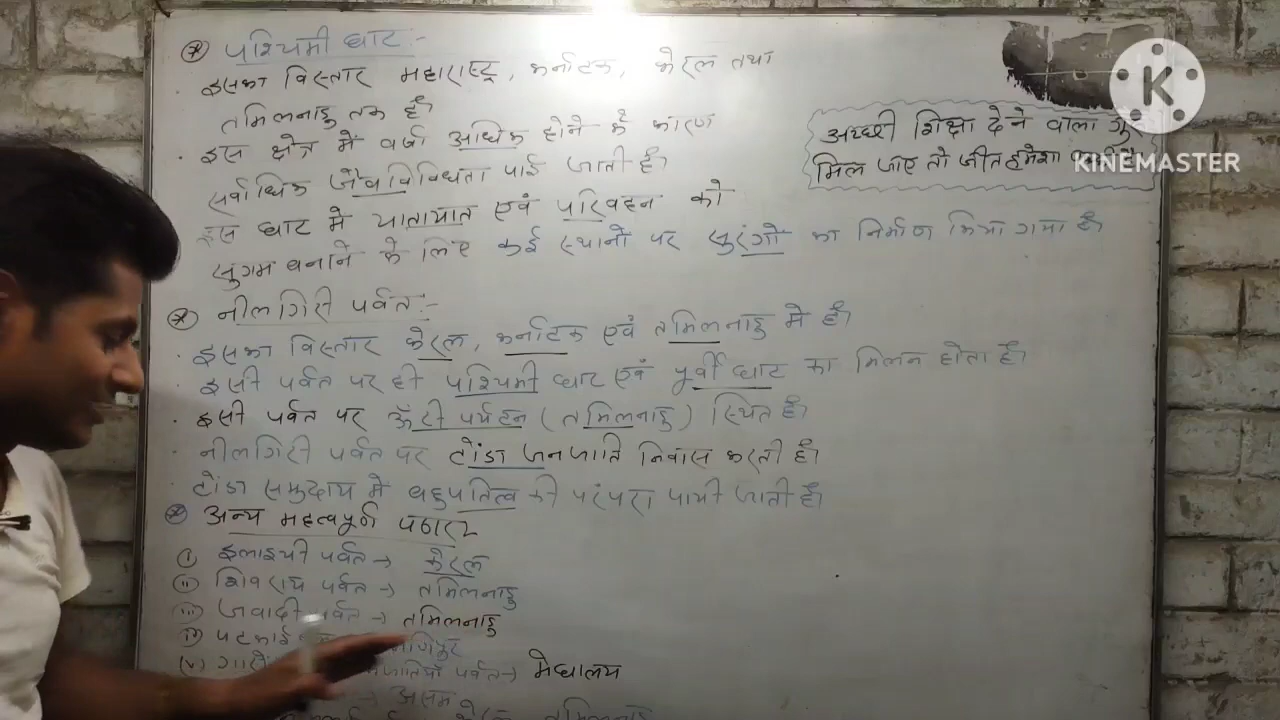 पश्चिमी घाट :-
इसका विस्तार महाराष्ट्र, कर्नाटक, केरल तथा
तमिलनाडु तक है।
इस क्षेत्र में वर्षा अधिक होने के कारण
सर्वाधिक जैव विविधता पाई जाती है।
इस घाट मे यातायात एवं परिवहन को
सुगम बनाने के लिए कई स्थानों पर सुरंगो का निर्माण किया गया है।
अच्छी शिक्षा देने वाला गुरु
मिल जाए तो जीत हमेशा
KINEMASTER
नीलगिरी पर्वत :-
इसका विस्तार केरल, कर्नाटक एवं तमिलनाडु मे है।
इसी पर्वत पर ही पश्चिमी घाट एवं पूर्वी घाट का मिलन होता है।
इसी पर्वत पर ऊँटी पर्यटन (तमिलनाडु) स्थित है।
नीलगिरी पर्वत पर टोडा जनजाति निवास करती है।
टोडा समुदाय मे बहुपतित्व की परंपरा पायी जाती है।
अन्य महत्वपूर्ण पठार
(i) इलाइची पर्वत → केरल
(ii) शिवराय पर्वत → तमिलनाडु
(iii) जवादी पर्वत → तमिलनाडु
(iv) पटकाई
(v) पर्वत → मेघालय
→ असम